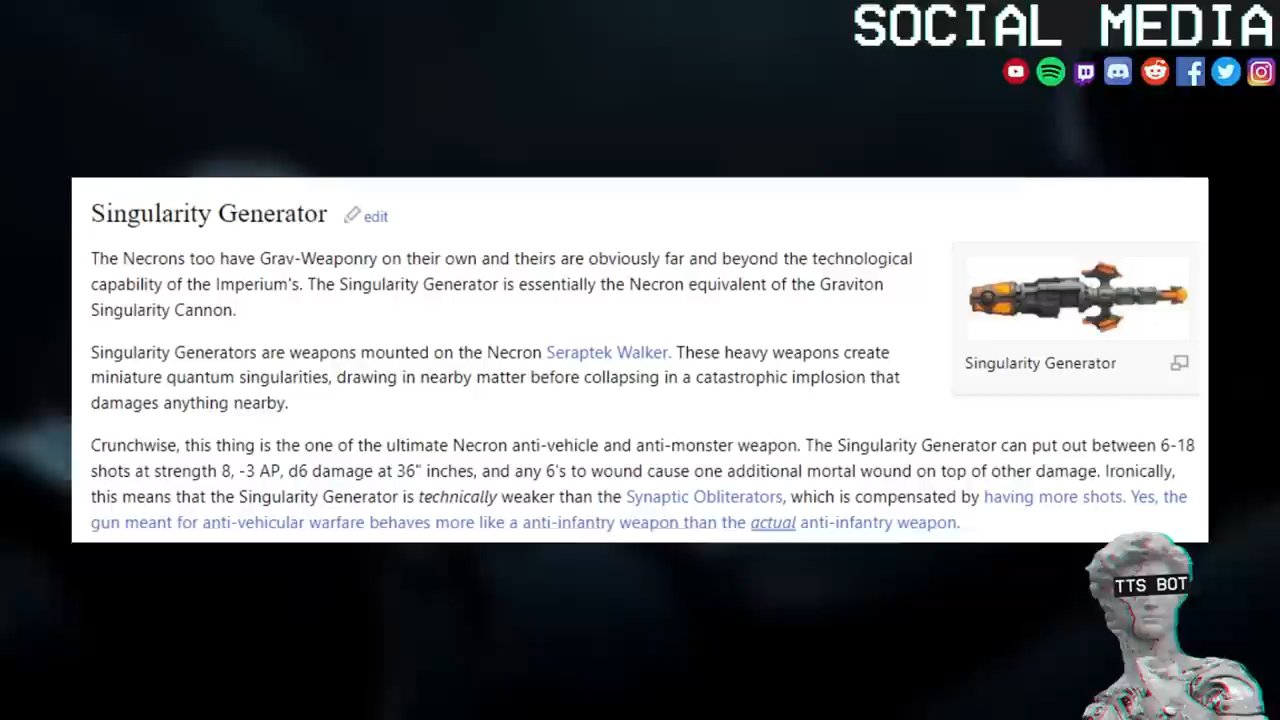 SOCIAL MEDIA
Singularity Generator edit
The Necrons too have Grav-Weaponry on their own and theirs are obviously far and beyond the technological
capability of the Imperium's. The Singularity Generator is essentially the Necron equivalent of the Graviton
Singularity Cannon.
Singularity Generators are weapons mounted on the Necron Seraptek Walker. These heavy weapons create
miniature quantum singularities, drawing in nearby matter before collapsing in a catastrophic implosion that
damages anything nearby.
Singularity Generator
Crunchwise, this thing is the one of the ultimate Necron anti-vehicle and anti-monster weapon. The Singularity Generator can put out between 6-18
shots at strength 8, -3 AP, d6 damage at 36" inches, and any 6's to wound cause one additional mortal wound on top of other damage. Ironically,
this means that the Singularity Generator is technically weaker than the Synaptic Obliterators, which is compensated by having more shots. Yes, the
gun meant for anti-vehicular warfare behaves more like a anti-infantry weapon than the actual anti-infantry weapon.
TTS BOT